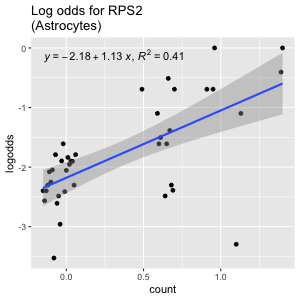 Log odds for RPS2
(Astrocytes)
y = −2.18 + 1.13 x, R² = 0.41
0
-1
-2
-3
logodds
0.0 0.5 1.0
count